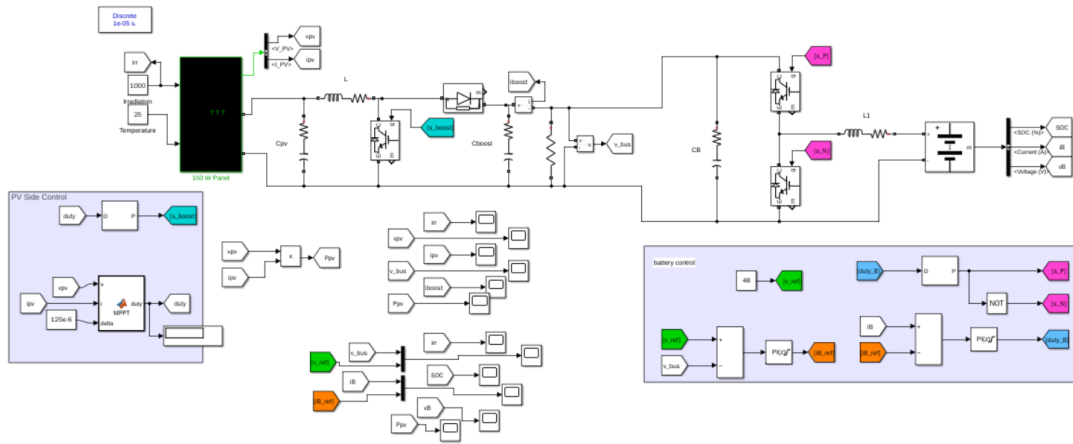 Discrete
1e-05 s.
irr
1000
Irradiation
25
Temperature
? ? ?
150 W Panel
<V_PV>
<I_PV>
vpv
ipv
L
Cpv
g
C
E
m
[s_boost]
m
Cboost
iboost
i
+
-
v
v_bus
CB
[s_P]
g
C
E
m
[s_N]
g
C
E
m
L1
+
-
m
<SOC (%)>
<Current (A)>
<Voltage (V)>
SOC
iB
vB
PV Side Control
duty
D
P
[s_boost]
vpv
ipv
125e-6
v
i
delta
MPPT
duty
duty
vpv
ipv
x
Ppv
irr
vpv
ipv
v_bus
iboost
Ppv
irr
v_bus
[v_ref]
SOC
iB
[iB_ref]
vB
Ppv
battery control
48
[v_ref]
[duty_B]
D
P
[s_P]
NOT
[s_N]
[v_ref]
v_bus
+
−
PI(z)
[iB_ref]
iB
[iB_ref]
+
−
PI(z)
[duty_B]